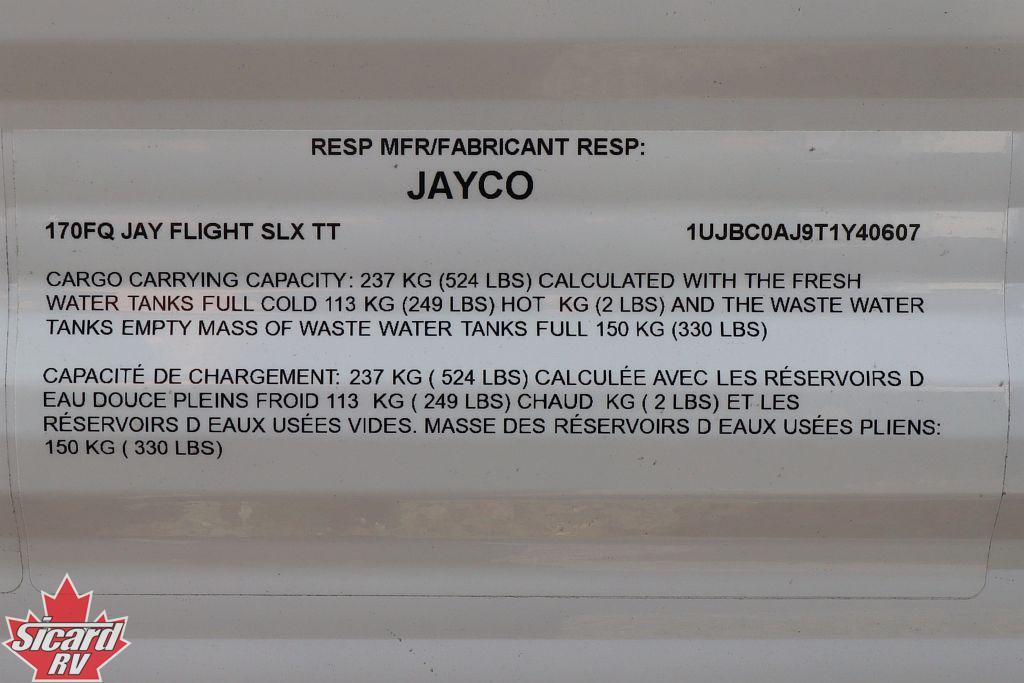 RESP MFR/FABRICANT RESP:
JAYCO
170FQ JAY FLIGHT SLX TT 1UJBC0AJ9T1Y40607
CARGO CARRYING CAPACITY: 237 KG (524 LBS) CALCULATED WITH THE FRESH
WATER TANKS FULL COLD 113 KG (249 LBS) HOT KG (2 LBS) AND THE WASTE WATER
TANKS EMPTY MASS OF WASTE WATER TANKS FULL 150 KG (330 LBS)
CAPACITÉ DE CHARGEMENT: 237 KG ( 524 LBS) CALCULÉE AVEC LES RÉSERVOIRS D
EAU DOUCE PLEINS FROID 113 KG ( 249 LBS) CHAUD KG ( 2 LBS) ET LES
RÉSERVOIRS D EAUX USÉES VIDES. MASSE DES RÉSERVOIRS D EAUX USÉES PLIENS:
150 KG ( 330 LBS)
Sicard
RV